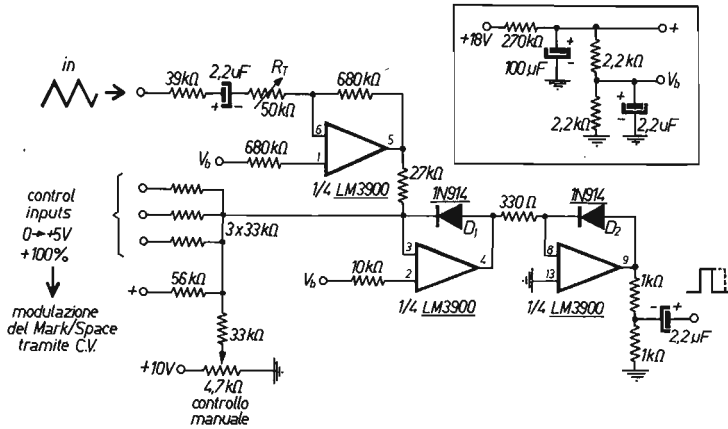 in
39kΩ
2,2uF
+ -
RT
50kΩ
680kΩ
6
1
5
Vb
680kΩ
1/4 LM3900
27kΩ
+18V
270kΩ
+
100µF
+
-
2,2kΩ
Vb
2,2kΩ
+
-
2,2uF
control
inputs
0→+5V
+100%
modulazione
del Mark/Space
tramite C.V.
3x33kΩ
+
56kΩ
33kΩ
+10V
4,7kΩ
controllo
manuale
1N914
D1
3
2
4
Vb
10kΩ
1/4 LM3900
330Ω
1N914
D2
8
13
9
1/4 LM3900
1kΩ
- +
2,2µF
1kΩ